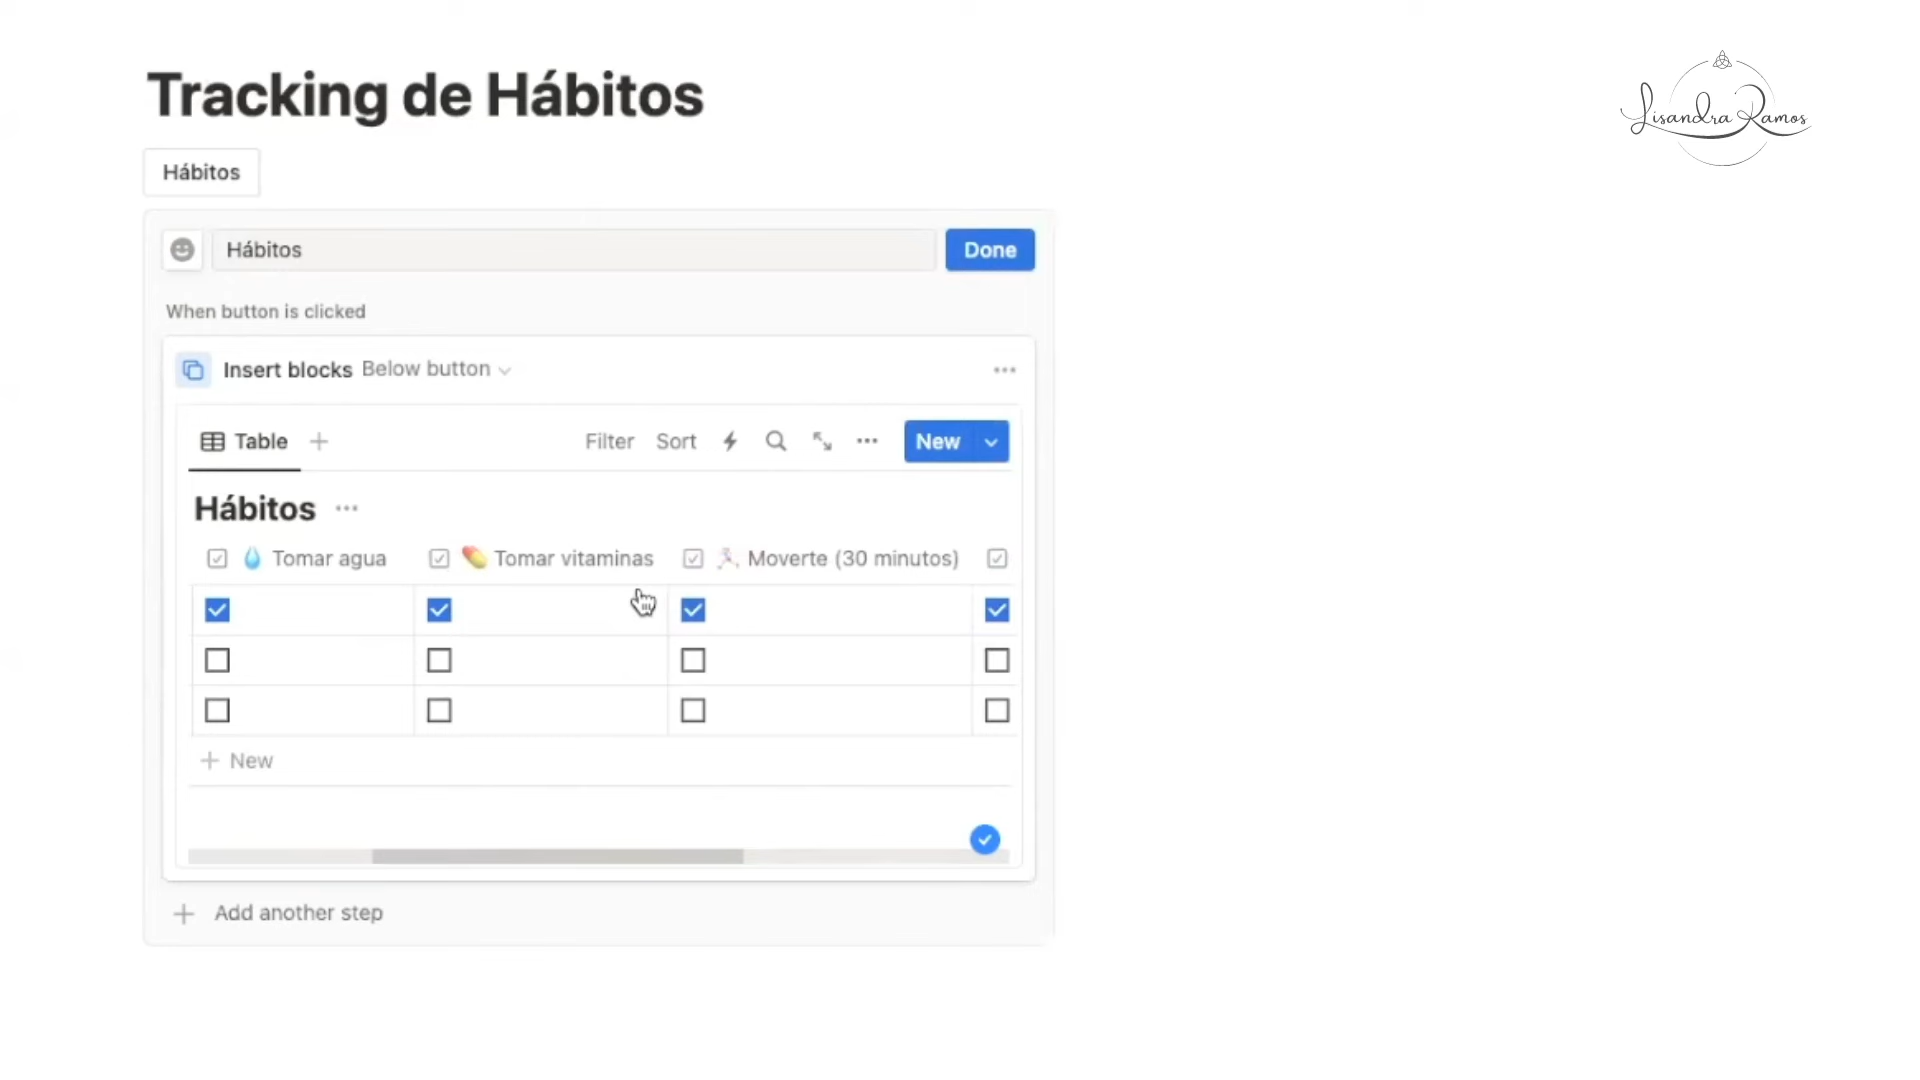 Tracking de Hábitos
Lisandra Ramos
Hábitos
Hábitos
Done
When button is clicked
Insert blocks Below button
Table
Filter Sort
New
Hábitos
Tomar agua
Tomar vitaminas
Moverte (30 minutos)
New
Add another step